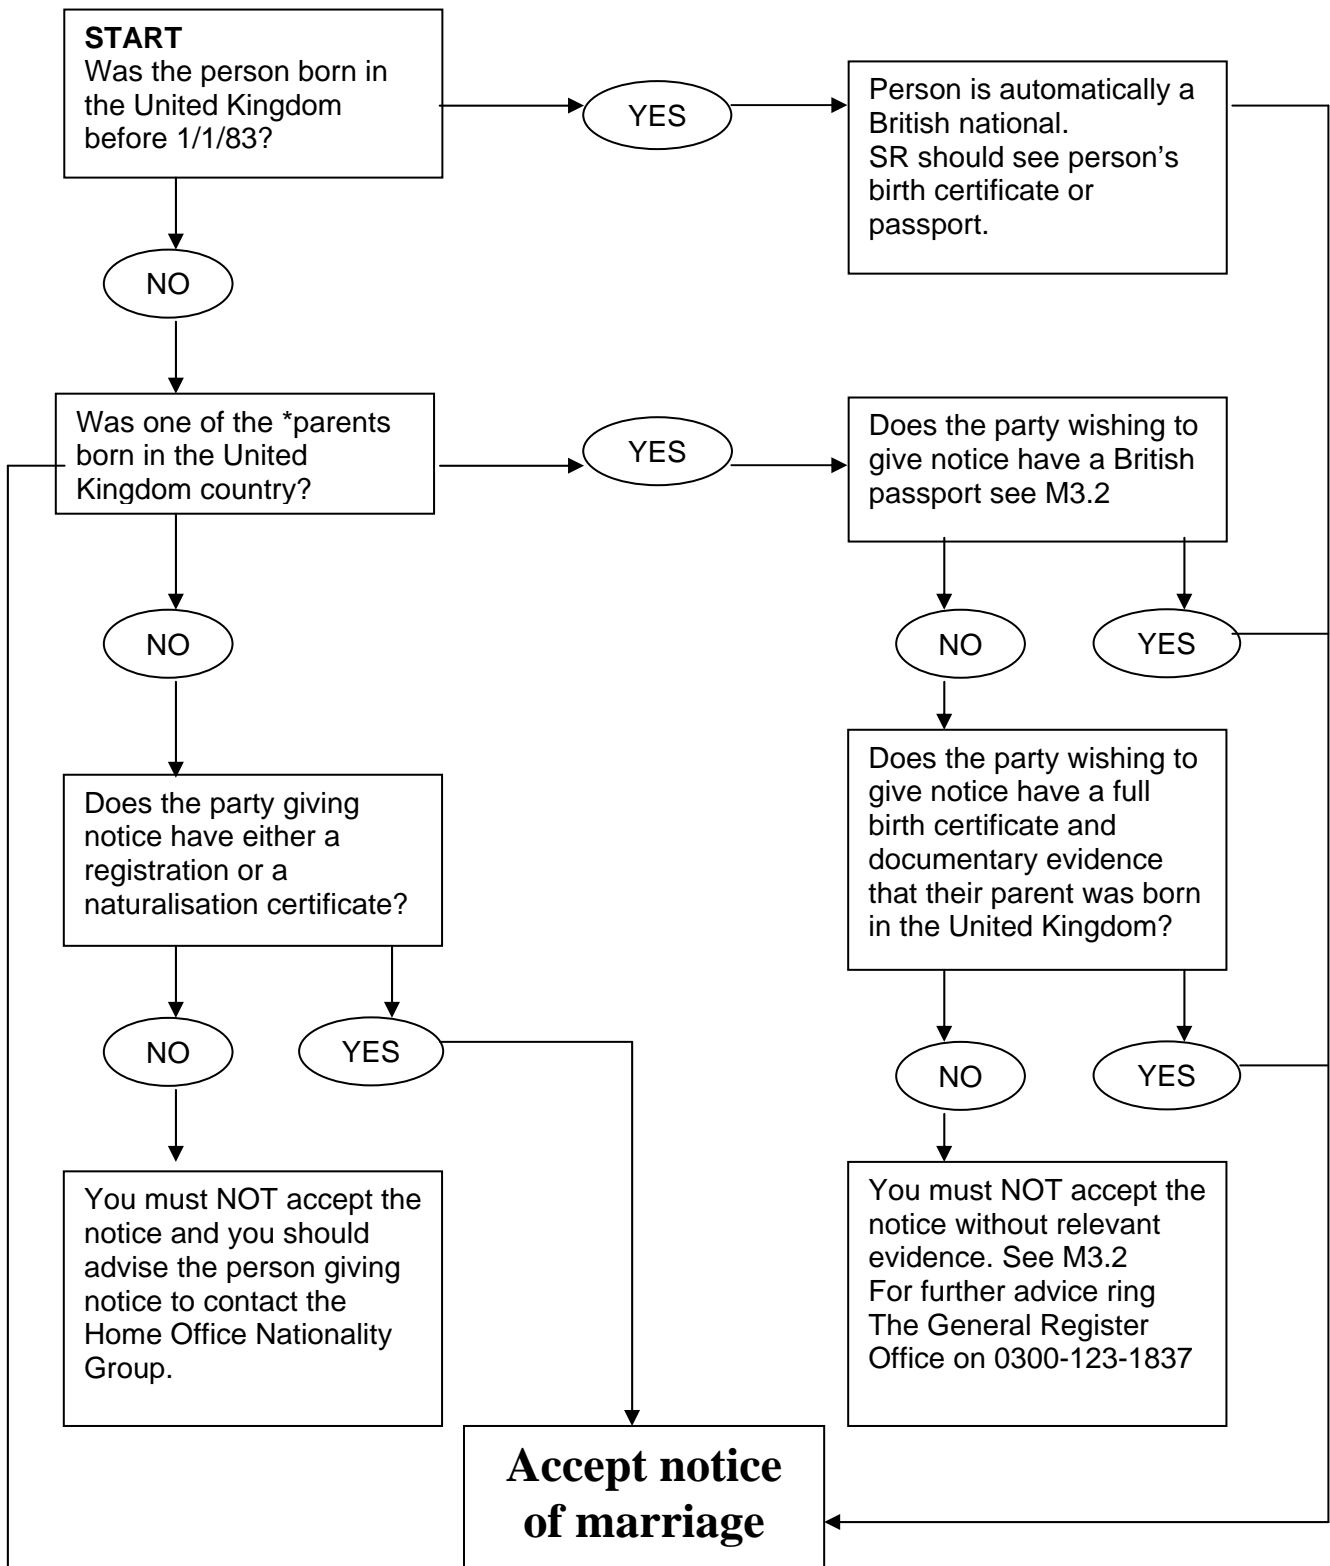 START
Was the person born in
the United Kingdom
before 1/1/83?
YES
Person is automatically a
British national.
SR should see person’s
birth certificate or
passport.
NO
Was one of the *parents
born in the United
Kingdom country?
YES
Does the party wishing to
give notice have a British
passport see M3.2
NO
NO
YES
Does the party giving
notice have either a
registration or a
naturalisation certificate?
Does the party wishing to
give notice have a full
birth certificate and
documentary evidence
that their parent was born
in the United Kingdom?
NO
YES
NO
YES
You must NOT accept the
notice and you should
advise the person giving
notice to contact the
Home Office Nationality
Group.
You must NOT accept the
notice without relevant
evidence. See M3.2
For further advice ring
The General Register
Office on 0300-123-1837
Accept notice
of marriage